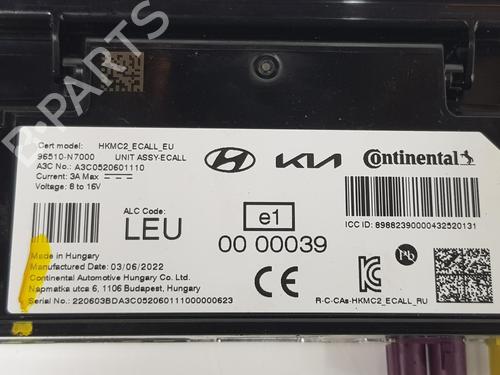 Cert model: HKMC2_ECALL_EU
96510-N7000 UNIT ASSY-ECALL
A3C No.: A3C0520601110
Current: 3A Max
Voltage: 8 to 16V
HYUNDAI
KIA
Continental
ALC Code:
LEU
e1
00 00039
ICC ID: 89882390000432520131
Made in Hungary
Manufactured Date: 03/06/2022
Continental Automotive Hungary Co. Ltd.
Napmatka utca 6, 1106 Budapest, Hungary
Serial No.: 220603BDA3C052060111000000623
CE
Pb
R-C-CAs-HKMC2_ECALL_RU
B-PARTS